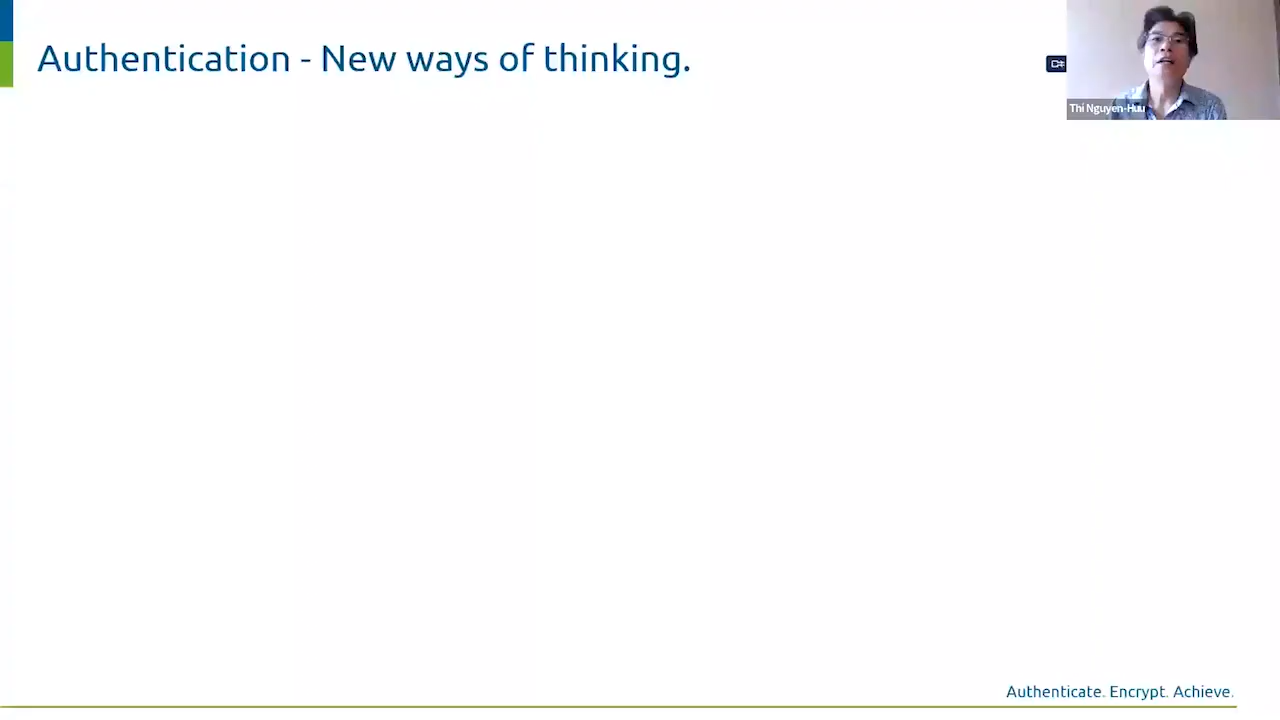 Authentication - New ways of thinking.
Thi Nguyen-Huu
Authenticate. Encrypt. Achieve.